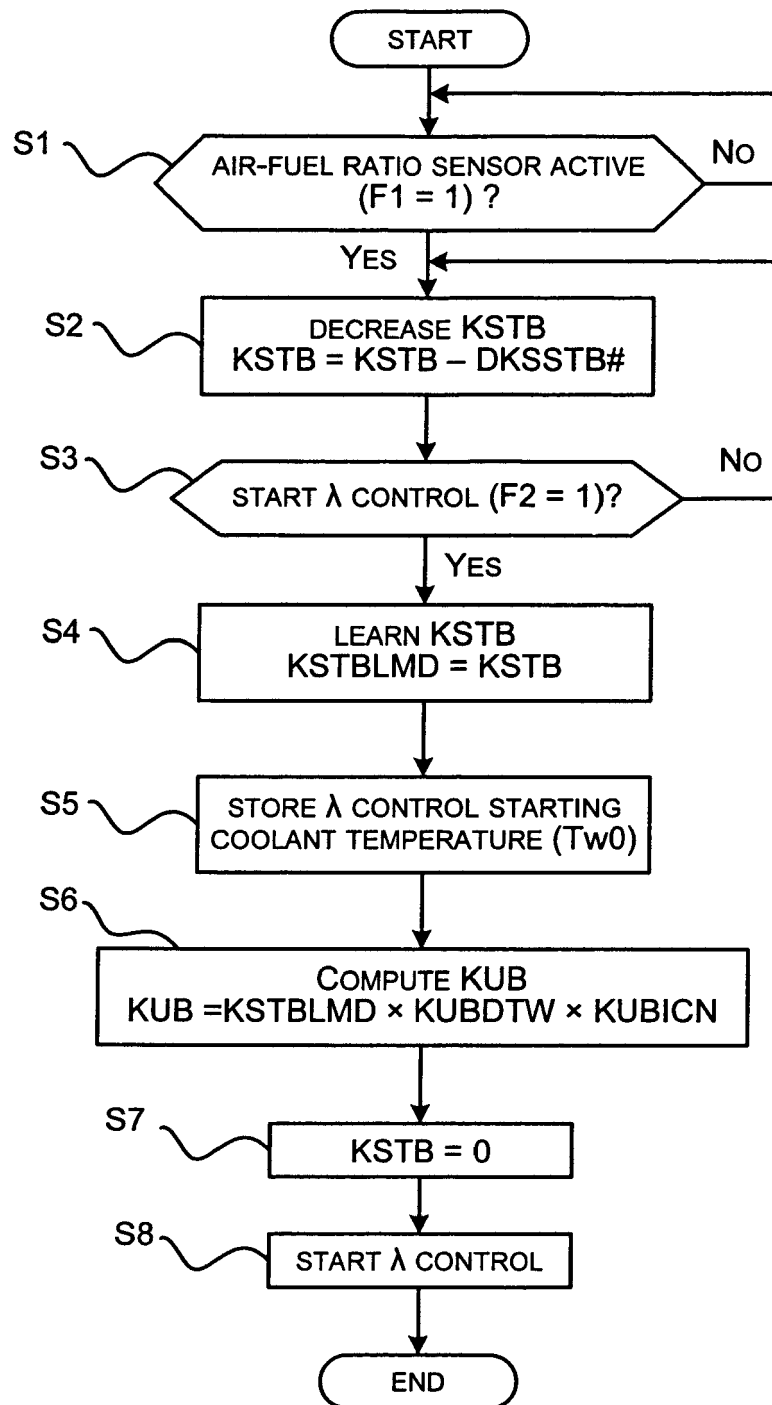 START
S1
AIR-FUEL RATIO SENSOR ACTIVE
(F1 = 1) ?
NO
YES
S2
DECREASE KSTB
KSTB = KSTB – DKSSTB#
S3
START λ CONTROL (F2 = 1)?
NO
YES
S4
LEARN KSTB
KSTBLMD = KSTB
S5
STORE λ CONTROL STARTING
COOLANT TEMPERATURE (TW0)
S6
COMPUTE KUB
KUB =KSTBLMD × KUBDTW × KUBICN
S7
KSTB = 0
S8
START λ CONTROL
END